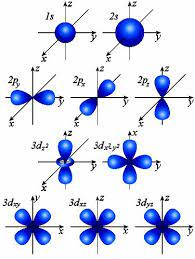 z z
1s 2s
y y
x x
z z z
2py 2px 2pz
y y y
x x x
z z
3dz2 3dx2-y2
y y
x x
y z z
3dxy 3dxz 3dyz
x x y